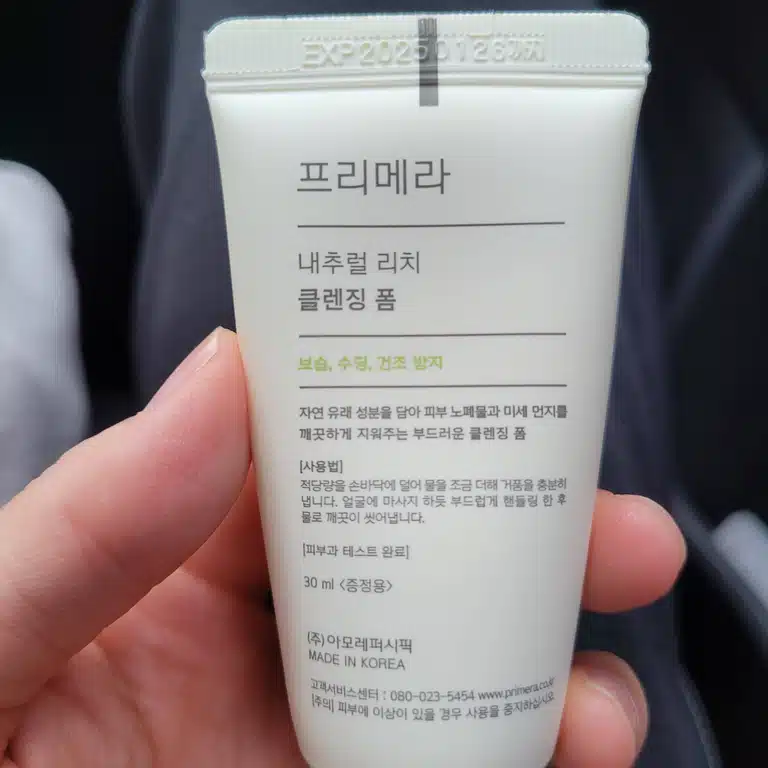 EXP20250126까지
프리메라
내추럴 리치
클렌징 폼
보습, 수딩, 건조 방지
자연 유래 성분을 담아 피부 노폐물과 미세 먼지를
깨끗하게 지워주는 부드러운 클렌징 폼
[사용법]
적당량을 손바닥에 덜어 물을 조금 더해 거품을 충분히
냅니다. 얼굴에 마사지 하듯 부드럽게 핸들링 한 후
물로 깨끗이 씻어냅니다.
[피부과 테스트 완료]
30 ml <증정용>
(주)아모레퍼시픽
MADE IN KOREA
고객서비스센터 : 080-023-5454 www.primera.co.kr
[주의] 피부에 이상이 있을 경우 사용을 중지하십시오.